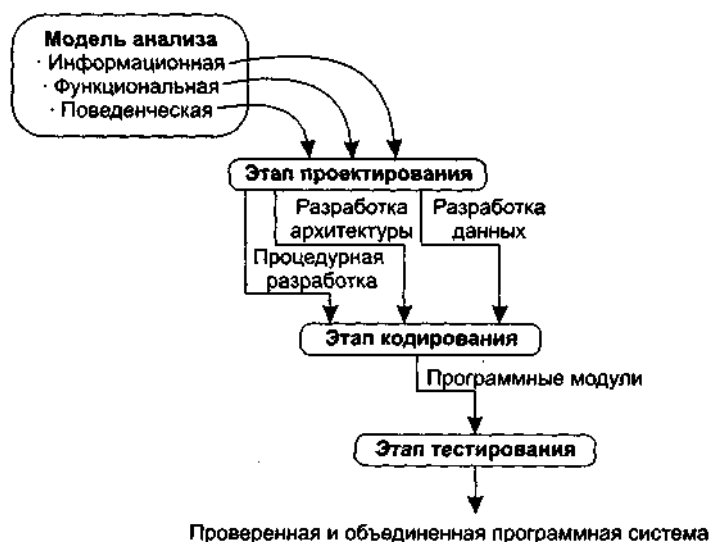 Модель анализа
· Информационная
· Функциональная
· Поведенческая
Этап проектирования
Разработка
архитектуры
Разработка
данных
Процедурная
разработка
Этап кодирования
Программные модули
Этап тестирования
Проверенная и объединенная программная система